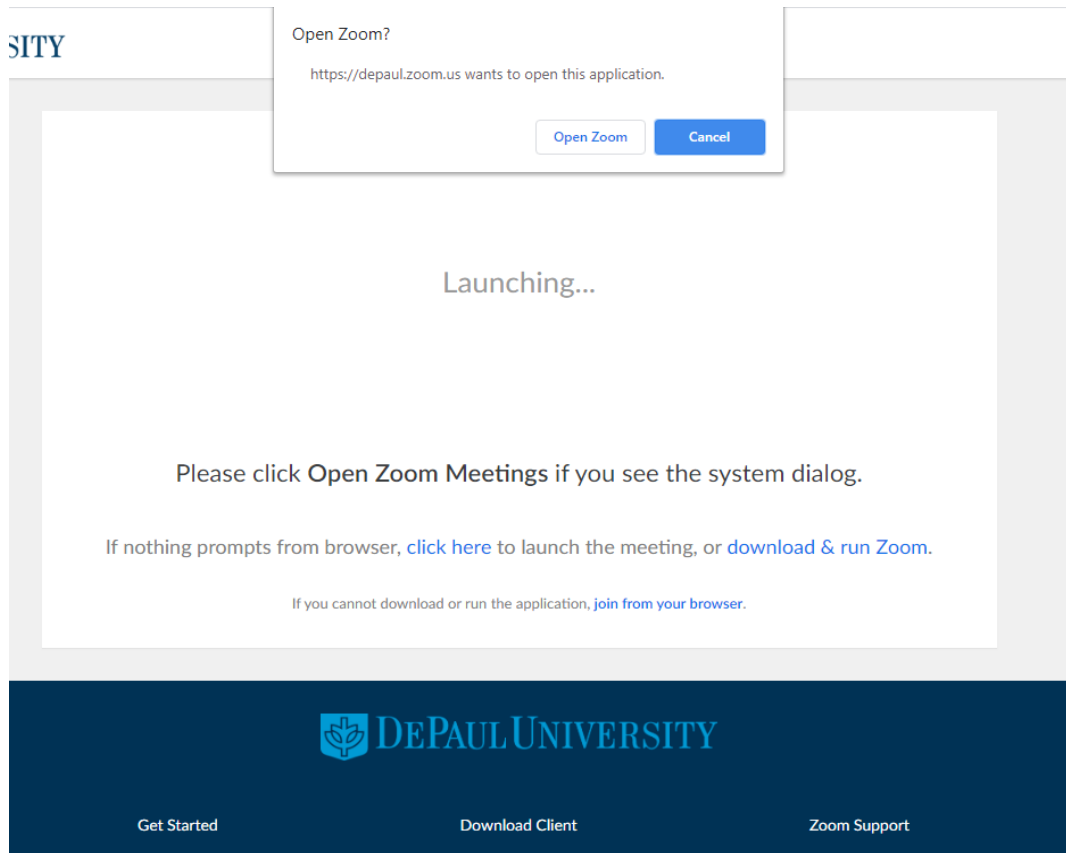 SITY
Open Zoom?
https://depaul.zoom.us wants to open this application.
Open Zoom
Cancel
Launching...
Please click Open Zoom Meetings if you see the system dialog.
If nothing prompts from browser, click here to launch the meeting, or download & run Zoom.
If you cannot download or run the application, join from your browser.
DEPAUL UNIVERSITY
Get Started
Download Client
Zoom Support